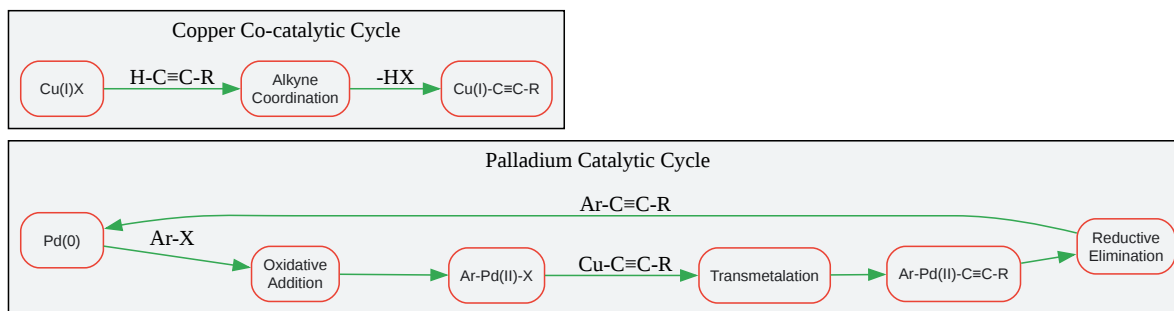 Copper Co-catalytic Cycle
Cu(I)X
H-C≡C-R
Alkyne
Coordination
-HX
Cu(I)-C≡C-R
Palladium Catalytic Cycle
Ar-C≡C-R
Pd(0)
Ar-X
Oxidative
Addition
Ar-Pd(II)-X
Cu-C≡C-R
Transmetalation
Ar-Pd(II)-C≡C-R
Reductive
Elimination